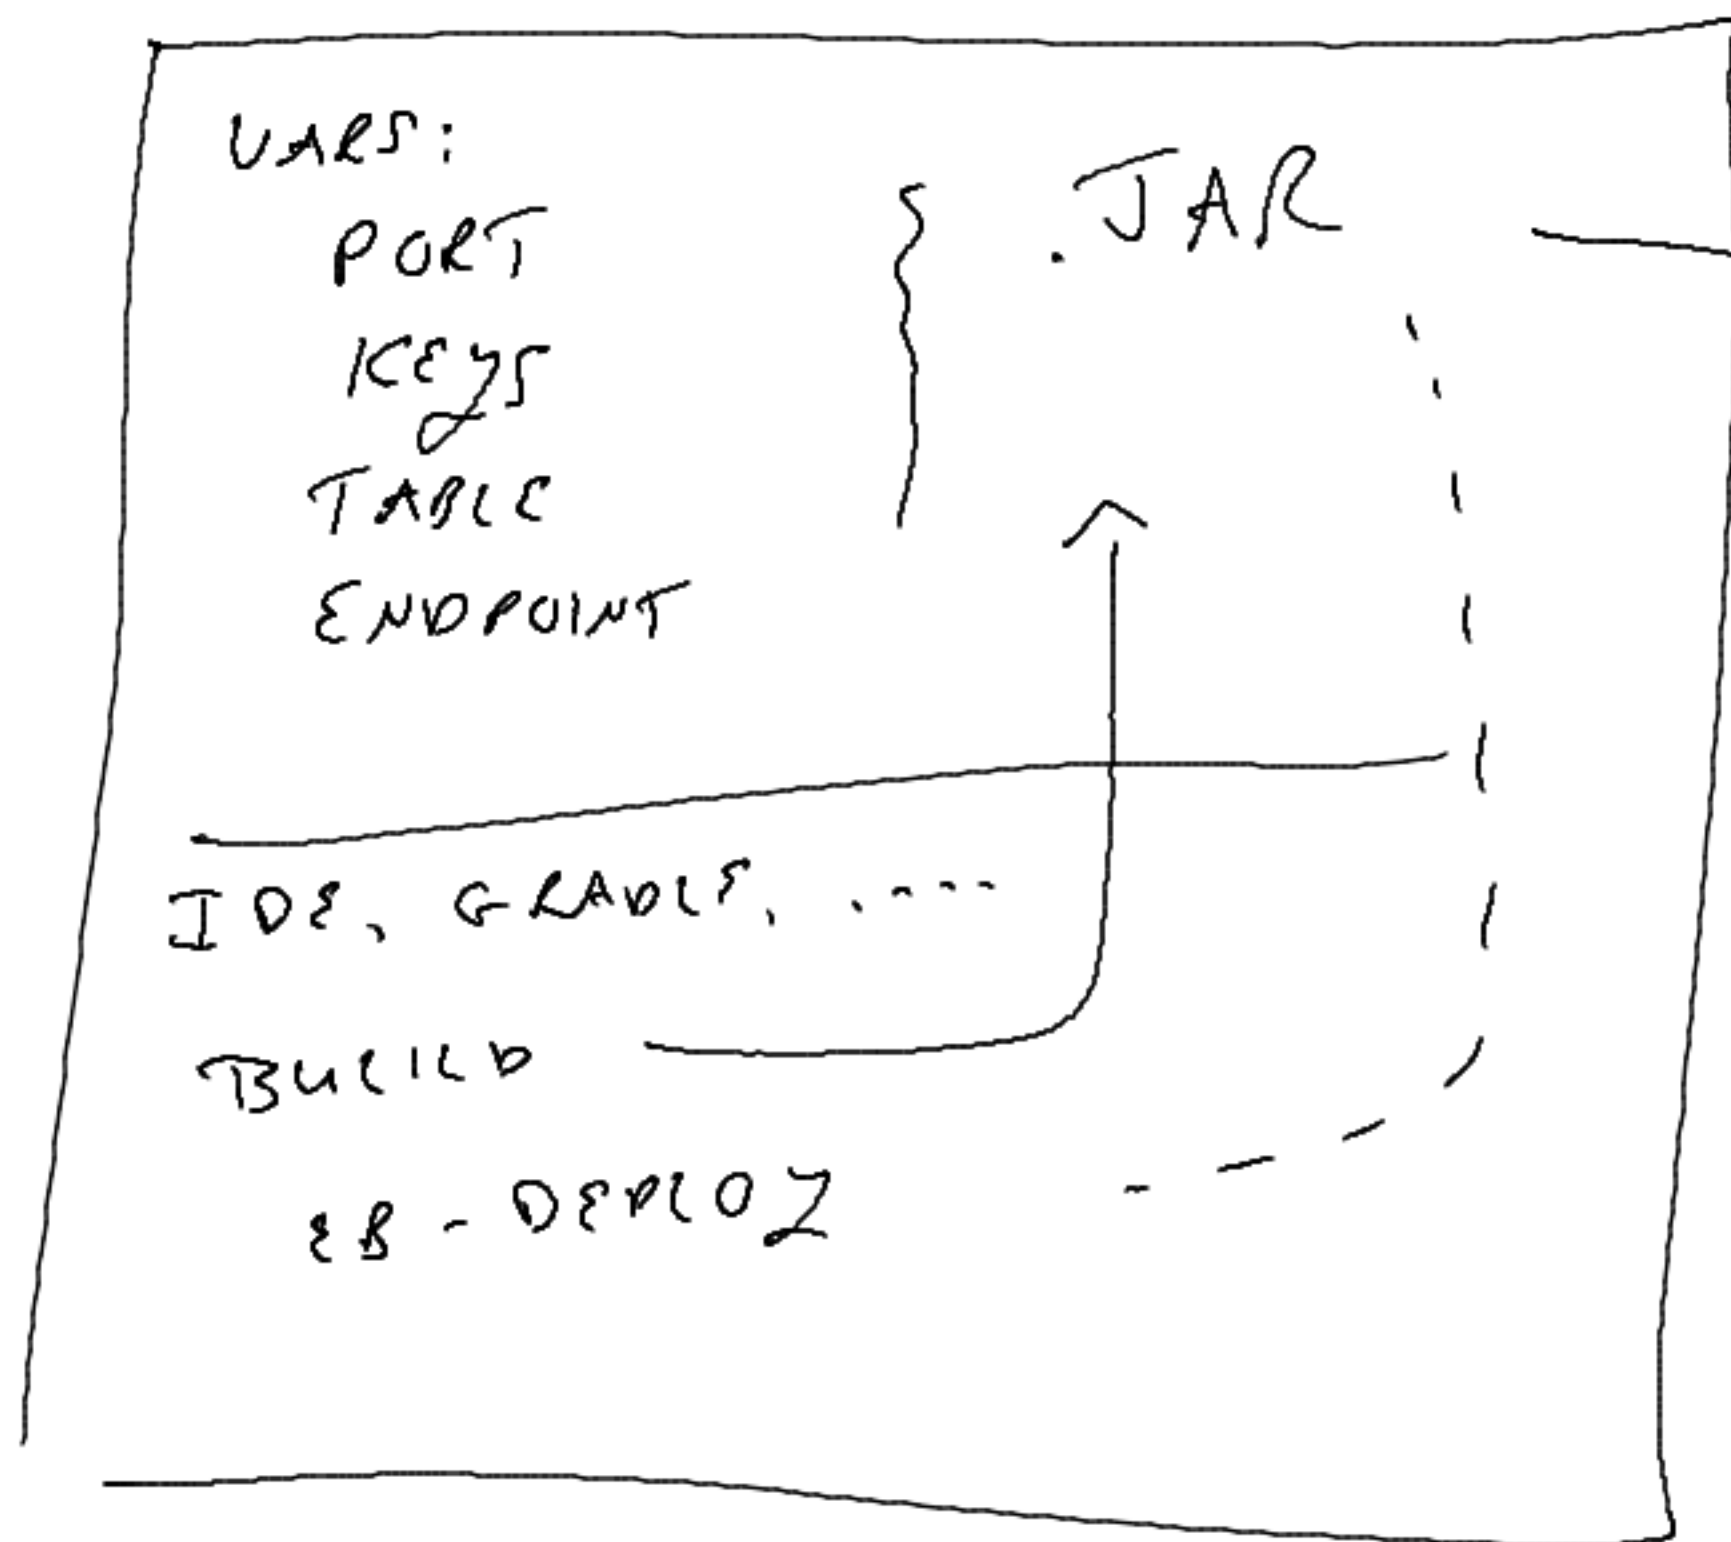 VARS:
PORT
KEYS
TABLE
ENDPOINT
.JAR
IDE, GRADLE, ....
BUILD
EB - DEPLOY